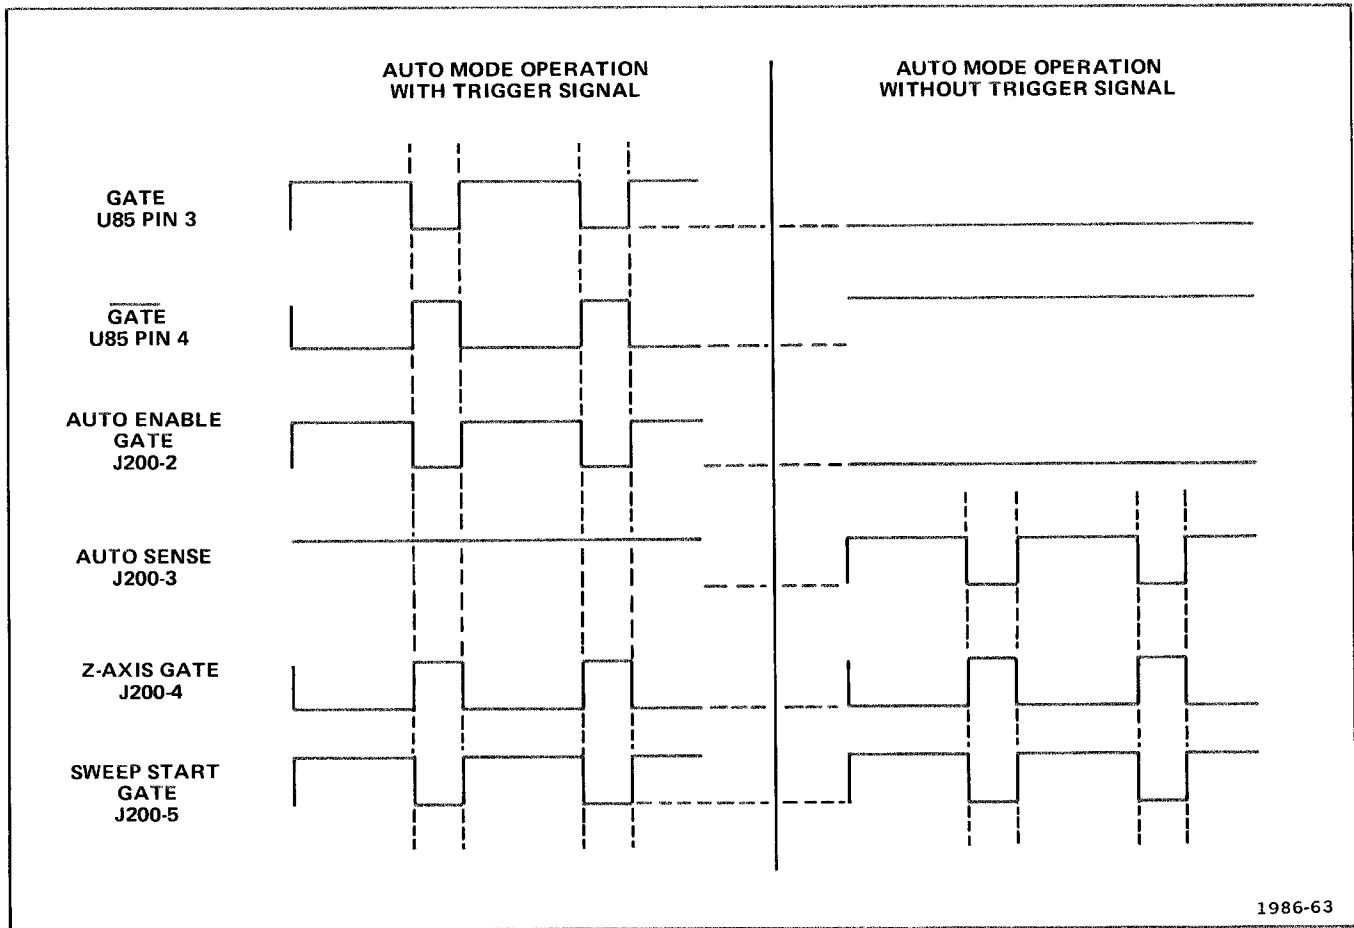 AUTO MODE OPERATION
WITH TRIGGER SIGNAL
AUTO MODE OPERATION
WITHOUT TRIGGER SIGNAL
GATE
U85 PIN 3
GATE
U85 PIN 4
AUTO ENABLE
GATE
J200-2
AUTO SENSE
J200-3
Z-AXIS GATE
J200-4
SWEEP START
GATE
J200-5
1986-63